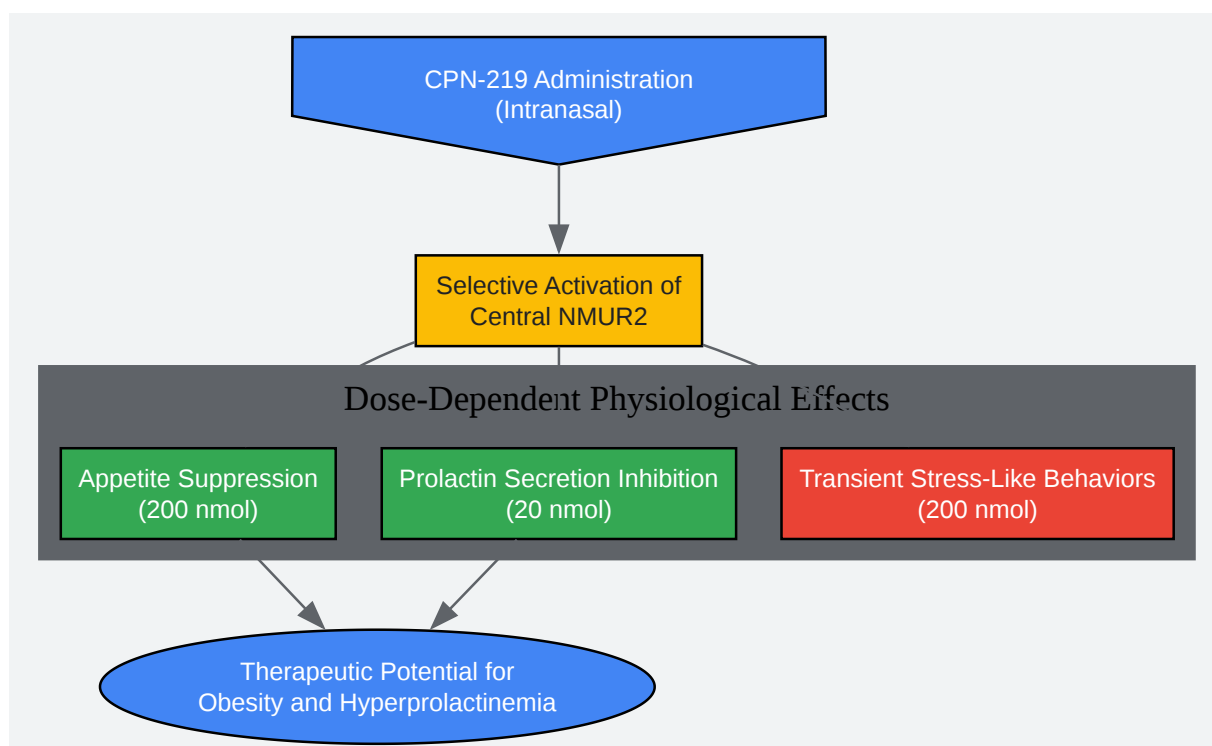 CPN-219 Administration
(Intranasal)
Selective Activation of
Central NMUR2
Dose-Dependent Physiological Effects
Appetite Suppression
(200 nmol)
Prolactin Secretion Inhibition
(20 nmol)
Transient Stress-Like Behaviors
(200 nmol)
Therapeutic Potential for
Obesity and Hyperprolactinemia